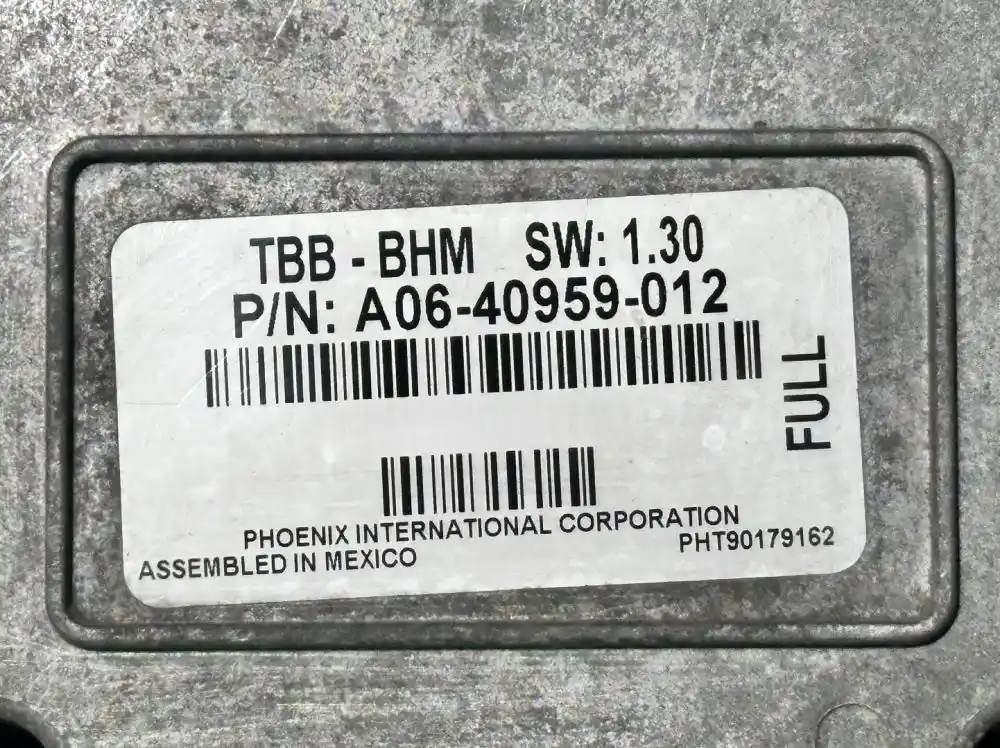 TBB - BHM SW: 1.30
P/N: A06-40959-012
FULL
PHOENIX INTERNATIONAL CORPORATION
ASSEMBLED IN MEXICO
PHT90179162